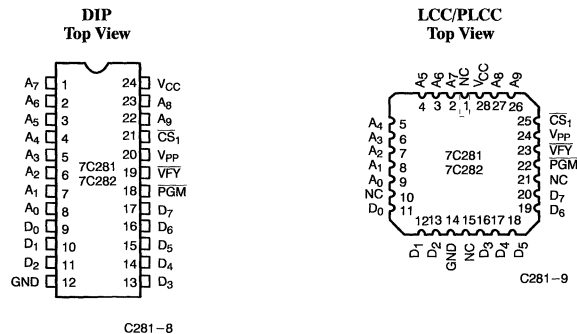 DIP
Top View
A7 1 24 VCC
A6 2 23 A8
A5 3 22 A9
A4 4 21 CS1
A3 5 20 VPP
A2 6 19 VFY
A1 7 18 PGM
A0 8 17 D7
D0 9 16 D6
D1 10 15 D5
D2 11 14 D4
GND 12 13 D3
7C281
7C282
C281-8
LCC/PLCC
Top View
A5 A6 A7 NC VCC A8 A9
4 3 2 1 28 27 26
A4 5 25 CS1
A3 6 24 VPP
A2 7 23 VFY
A1 8 22 PGM
A0 9 21 NC
NC 10 20 D7
D0 11 19 D6
7C281
7C282
12 13 14 15 16 17 18
D1 D2 GND NC D3 D4 D5
C281-9